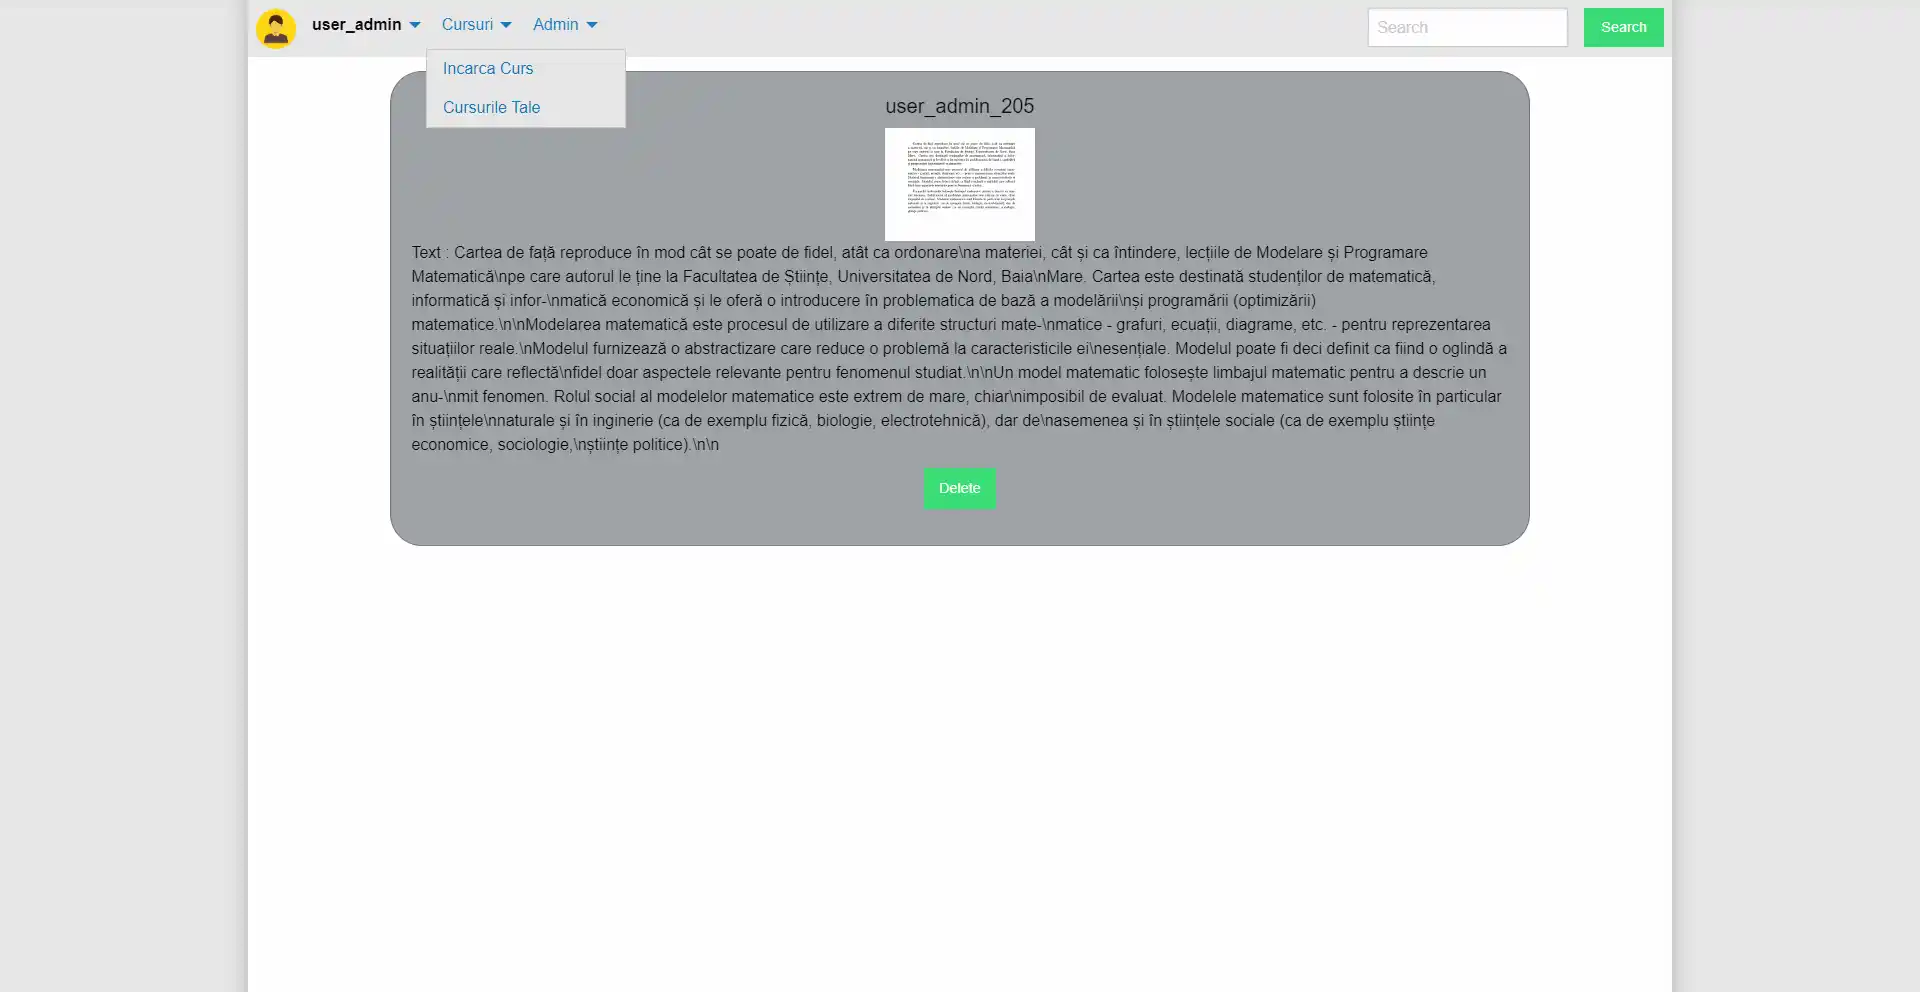 user_admin Cursuri Admin Search Search
Incarca Curs
Cursurile Tale
user_admin_205
Text : Cartea de față reproduce în mod cât se poate de fidel, atât ca ordonare\na materiei, cât și ca întindere, lecțiile de Modelare și Programare
Matematică\npe care autorul le ține la Facultatea de Științe, Universitatea de Nord, Baia\nMare. Cartea este destinată studenților de matematică,
informatică și infor-\nmatică economică și le oferă o introducere în problematica de bază a modelării\nși programării (optimizării)
matematice.\n\nModelarea matematică este procesul de utilizare a diferite structuri mate-\nmatice - grafuri, ecuații, diagrame, etc. - pentru reprezentarea
situațiilor reale.\nModelul furnizează o abstractizare care reduce o problemă la caracteristicile ei\nesențiale. Modelul poate fi deci definit ca fiind o oglindă a
realității care reflectă\nfidel doar aspectele relevante pentru fenomenul studiat.\n\nUn model matematic folosește limbajul matematic pentru a descrie un
anu-\nmit fenomen. Rolul social al modelelor matematice este extrem de mare, chiar\nimposibil de evaluat. Modelele matematice sunt folosite în particular
în științele\nnaturale și în inginerie (ca de exemplu fizică, biologie, electrotehnică), dar de\nasemenea și în științele sociale (ca de exemplu științe
economice, sociologie,\nștiințe politice).\n\n
Delete